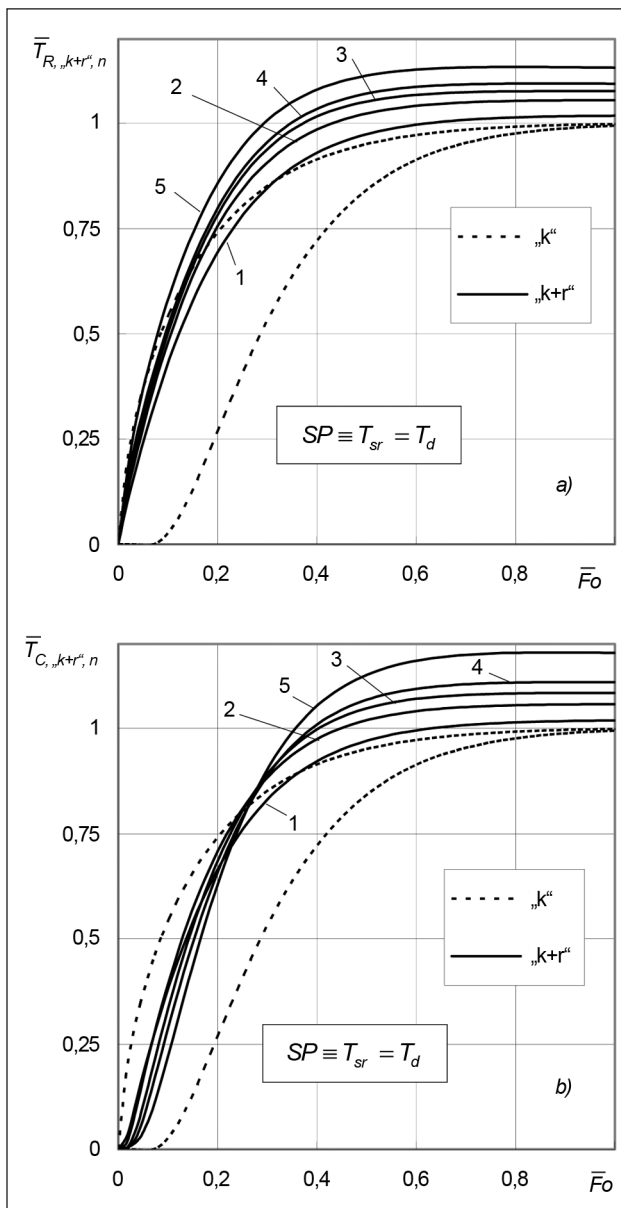 T̅R, „k+r“, n
3
2
4
1
5
0,75
1
„k“
„k+r“
0,5
SP ≡ Tsr = Td
0,25
a)
0
0
0,2
0,4
0,6
0,8
F̅o
T̅C, „k+r“, n
3
4
5
2
1
1
0,75
„k“
0,5
„k+r“
0,25
SP ≡ Tsr = Td
b)
0
0
0,2
0,4
0,6
0,8
F̅o